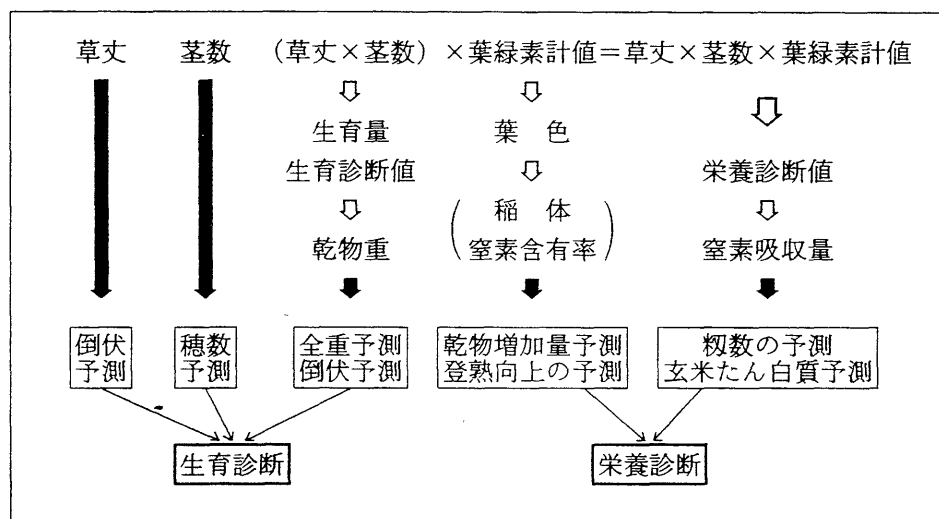 草丈 茎数 (草丈×茎数)×葉緑素計値=草丈×茎数×葉緑素計値
生育量 葉 色
生育診断値 栄養診断値
稲 体
乾物重 (窒素含有率) 窒素吸収量
倒伏 穂数 全重予測 乾物増加量予測 籾数の予測
予測 予測 倒伏予測 登熟向上の予測 玄米たん白質予測
生育診断 栄養診断